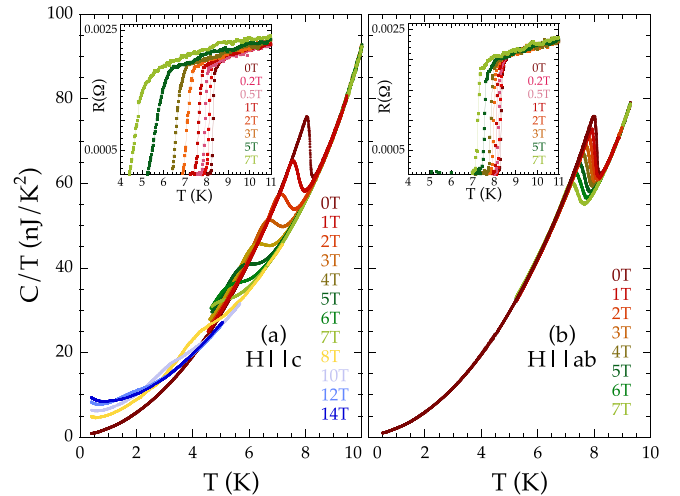 C/T (nJ/K²)
100
80
60
40
20
0
0.0025
0.0005
R(Ω)
4 5 6 7 8 9 10 11
T (K)
0T
0.2T
0.5T
1T
2T
3T
5T
7T
0T
1T
2T
3T
4T
5T
6T
7T
8T
10T
12T
14T
(a)
H||c
0 2 4 6 8 10
T (K)
0.0025
0.0005
R(Ω)
4 5 6 7 8 9 10 11
T (K)
0T
0.2T
0.5T
1T
2T
3T
5T
7T
0T
1T
2T
3T
4T
5T
6T
7T
(b)
H||ab
0 2 4 6 8 10
T (K)